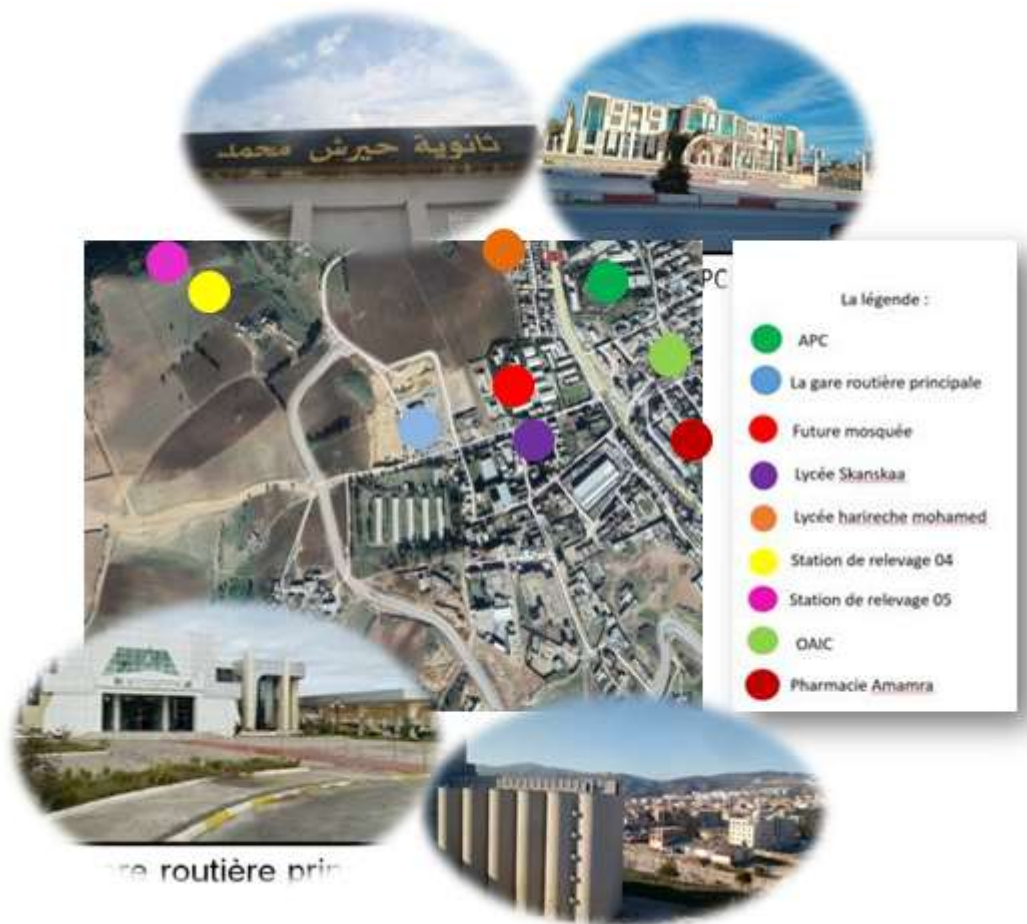 ثانوية حيرش محمد
PC
La légende :
APC
La gare routière principale
Future mosquée
Lycée Skanskaa
Lycée harireche mohamed
Station de relevage 04
Station de relevage 05
OAIC
Pharmacie Amamra
routière prin